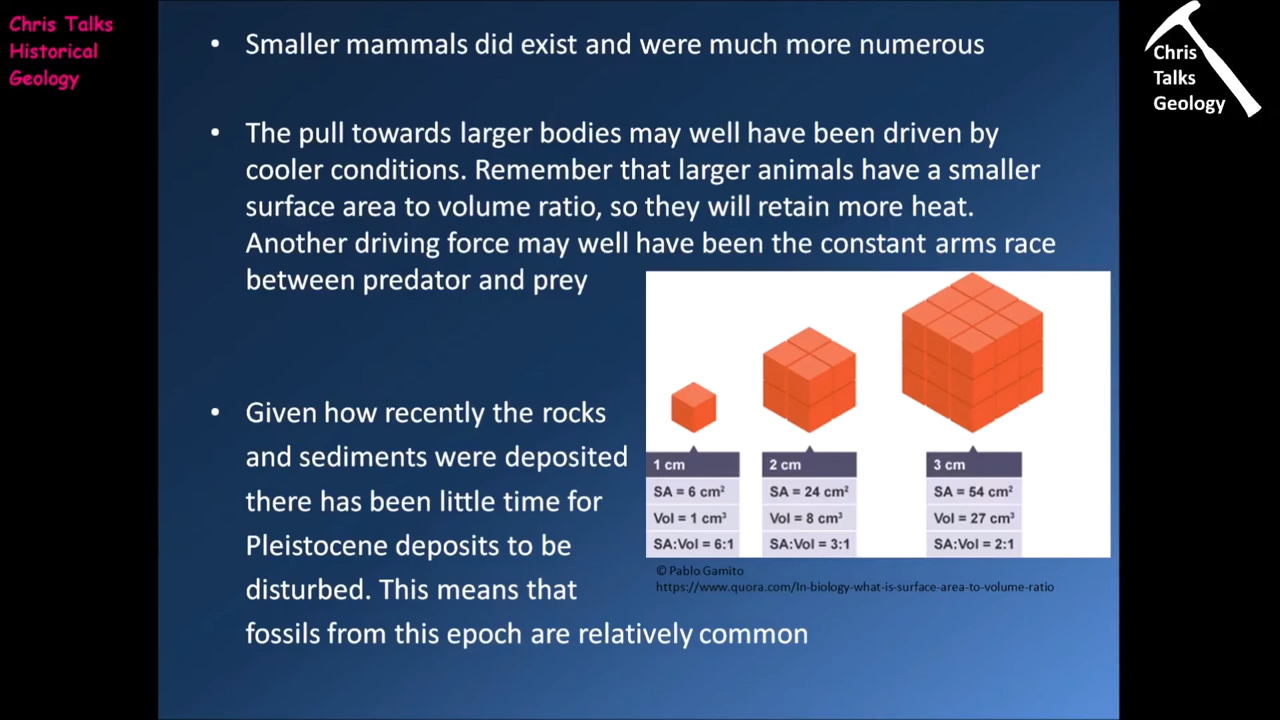 Chris Talks
Historical
Geology
Chris
Talks
Geology
• Smaller mammals did exist and were much more numerous
• The pull towards larger bodies may well have been driven by
cooler conditions. Remember that larger animals have a smaller
surface area to volume ratio, so they will retain more heat.
Another driving force may well have been the constant arms race
between predator and prey
• Given how recently the rocks
and sediments were deposited
there has been little time for
Pleistocene deposits to be
disturbed. This means that
fossils from this epoch are relatively common
1 cm
SA = 6 cm²
Vol = 1 cm³
SA:Vol = 6:1
2 cm
SA = 24 cm²
Vol = 8 cm³
SA:Vol = 3:1
3 cm
SA = 54 cm²
Vol = 27 cm³
SA:Vol = 2:1
© Pablo Gamito
https://www.quora.com/In-biology-what-is-surface-area-to-volume-ratio